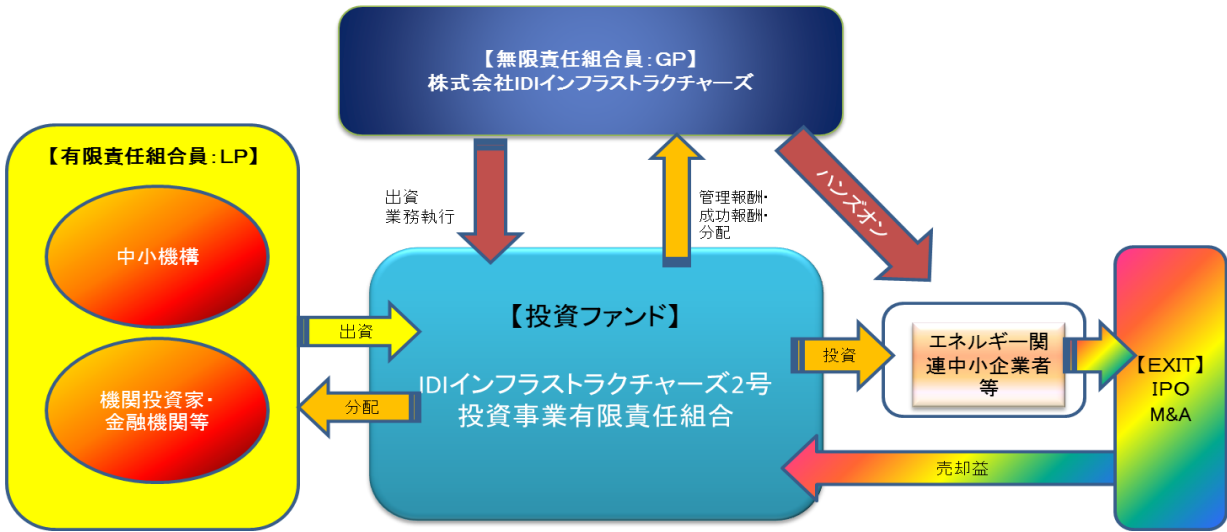 【無限責任組合員:GP】
株式会社IDIインフラストラクチャーズ
【有限責任組合員:LP】
中小機構
機関投資家・
金融機関等
出資
業務執行
管理報酬・
成功報酬・
分配
ハンズオン
出資
分配
【投資ファンド】
IDIインフラストラクチャーズ2号
投資事業有限責任組合
投資
エネルギー関
連中小企業者
等
【EXIT】
IPO
M&A
売却益